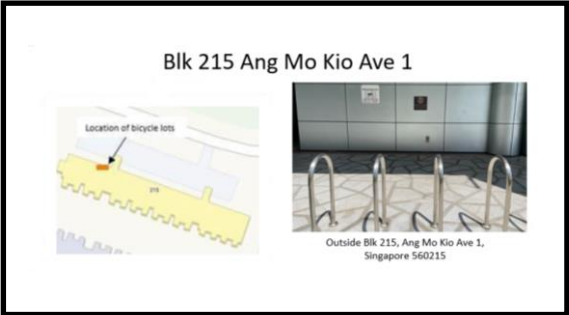 Blk 215 Ang Mo Kio Ave 1
Location of bicycle lots
215
Outside Blk 215, Ang Mo Kio Ave 1,
Singapore 560215